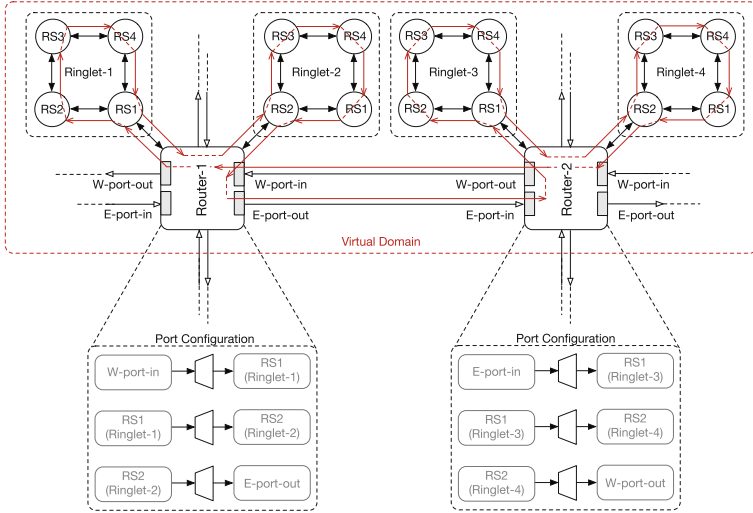 RS3 RS4 RS3 RS4 RS3 RS4 RS3 RS4
Ringlet-1 Ringlet-2 Ringlet-3 Ringlet-4
RS2 RS1 RS2 RS1 RS2 RS1 RS2 RS1
Router-1
Router-2
W-port-out W-port-in W-port-out W-port-in
E-port-in E-port-out E-port-in E-port-out
Virtual Domain
Port Configuration
W-port-in
RS1
(Ringlet-1)
RS1
(Ringlet-1)
RS2
(Ringlet-2)
RS2
(Ringlet-2)
E-port-out
Port Configuration
E-port-in
RS1
(Ringlet-3)
RS1
(Ringlet-3)
RS2
(Ringlet-4)
RS2
(Ringlet-4)
W-port-out